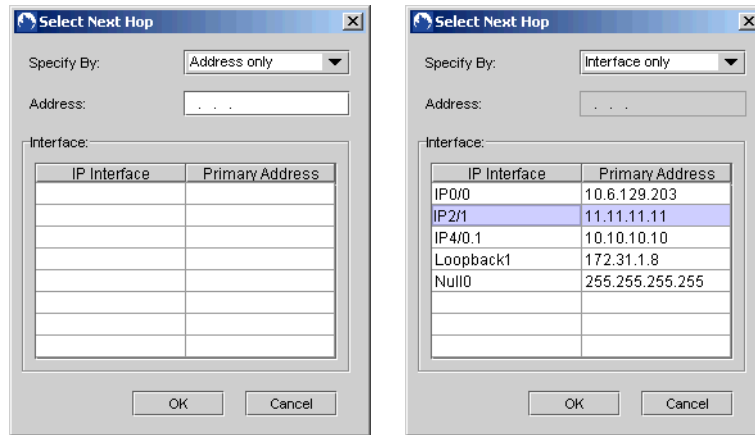 Select Next Hop
Specify By: Address only
Address: . . .
Interface:
IP Interface Primary Address
OK Cancel
Select Next Hop
Specify By: Interface only
Address: . . .
Interface:
IP Interface Primary Address
IP0/0 10.6.129.203
IP2/1 11.11.11.11
IP4/0.1 10.10.10.10
Loopback1 172.31.1.8
Null0 255.255.255.255
OK Cancel